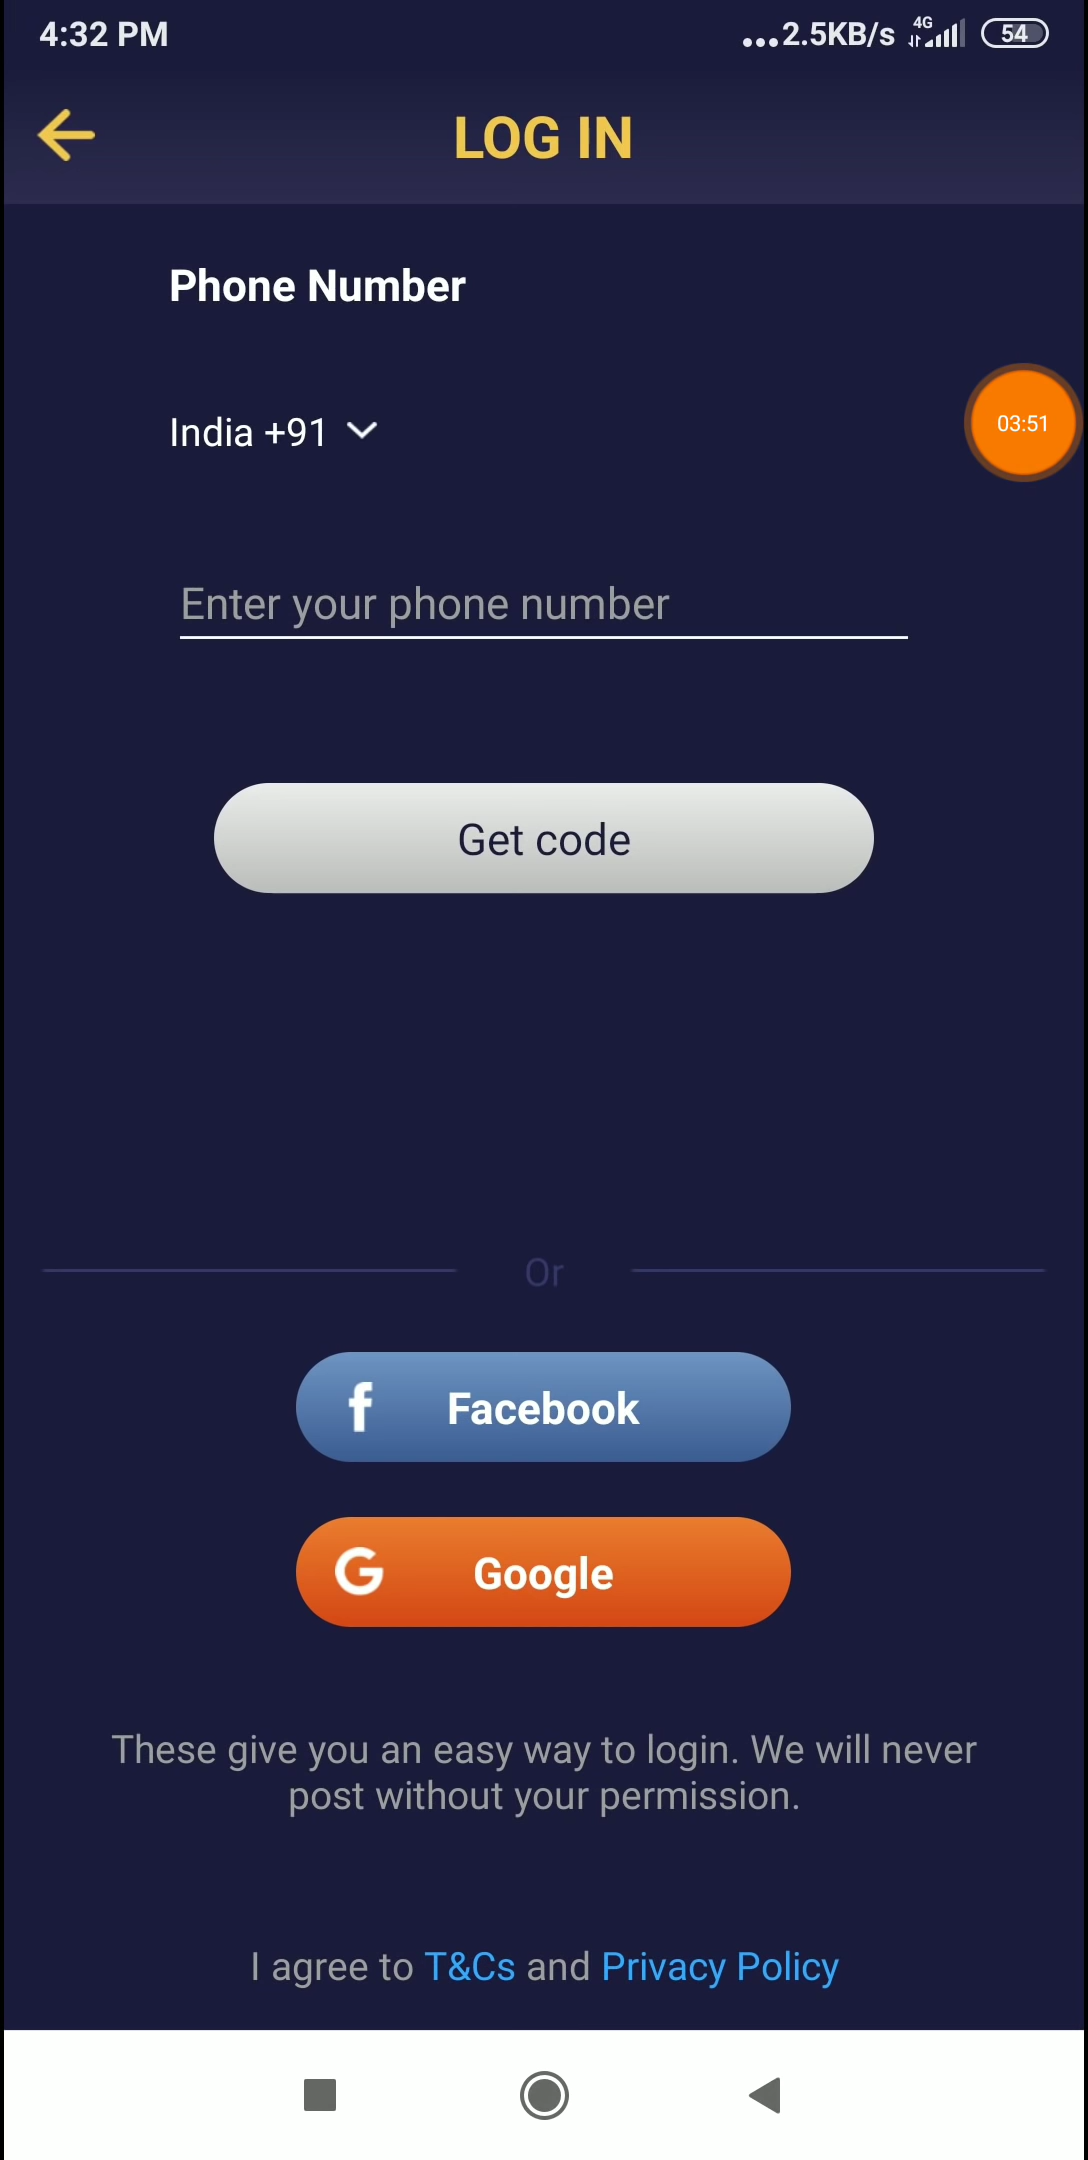 4:32 PM
...2.5KB/s 4G 54
LOG IN
Phone Number
India +91
03:51
Enter your phone number
Get code
Or
f Facebook
G Google
These give you an easy way to login. We will never
post without your permission.
I agree to T&Cs and Privacy Policy